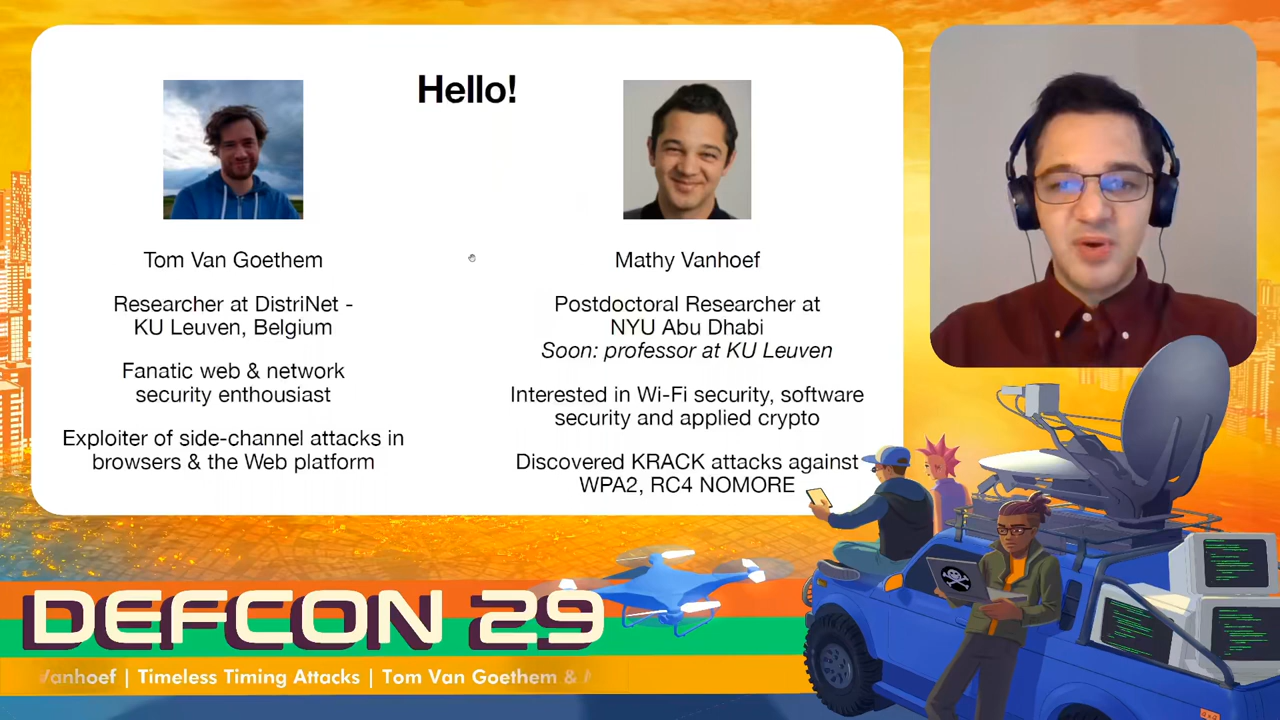 Hello!
Tom Van Goethem
Researcher at DistriNet -
KU Leuven, Belgium
Fanatic web & network
security enthousiast
Exploiter of side-channel attacks in
browsers & the Web platform
Mathy Vanhoef
Postdoctoral Researcher at
NYU Abu Dhabi
Soon: professor at KU Leuven
Interested in Wi-Fi security, software
security and applied crypto
Discovered KRACK attacks against
WPA2, RC4 NOMORE
DEFCON 29
Vanhoef | Timeless Timing Attacks | Tom Van Goethem &